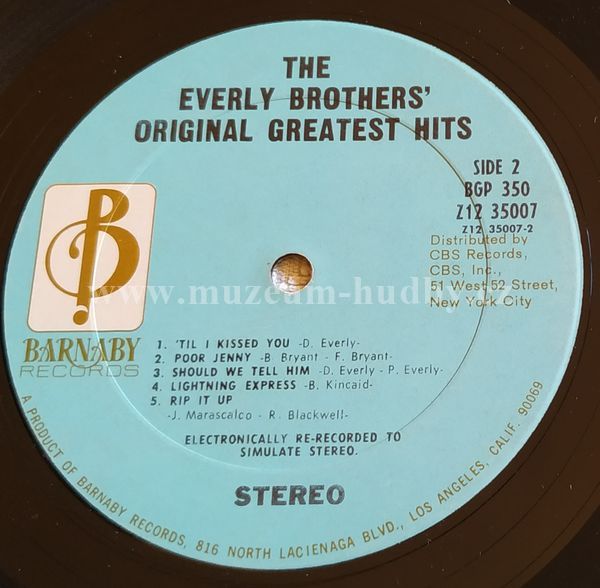 THE
EVERLY BROTHERS'
ORIGINAL GREATEST HITS
SIDE 2
BGP 350
Z12 35007
Z12 35007-2
Distributed by
CBS Records,
CBS, Inc.,
51 West 52 Street,
New York City
B
BARNABY
RECORDS
www.muzeum-hudby.cz
1. 'TIL I KISSED YOU -D. Everly-
2. POOR JENNY -B. Bryant - F. Bryant-
3. SHOULD WE TELL HIM -D. Everly - P. Everly-
4. LIGHTNING EXPRESS -B. Kincaid-
5. RIP IT UP
-J. Marascalco - R. Blackwell-
ELECTRONICALLY RE-RECORDED TO
SIMULATE STEREO.
STEREO
A PRODUCT OF BARNABY RECORDS, 816 NORTH LACIENAGA BLVD., LOS ANGELES, CALIF. 90069